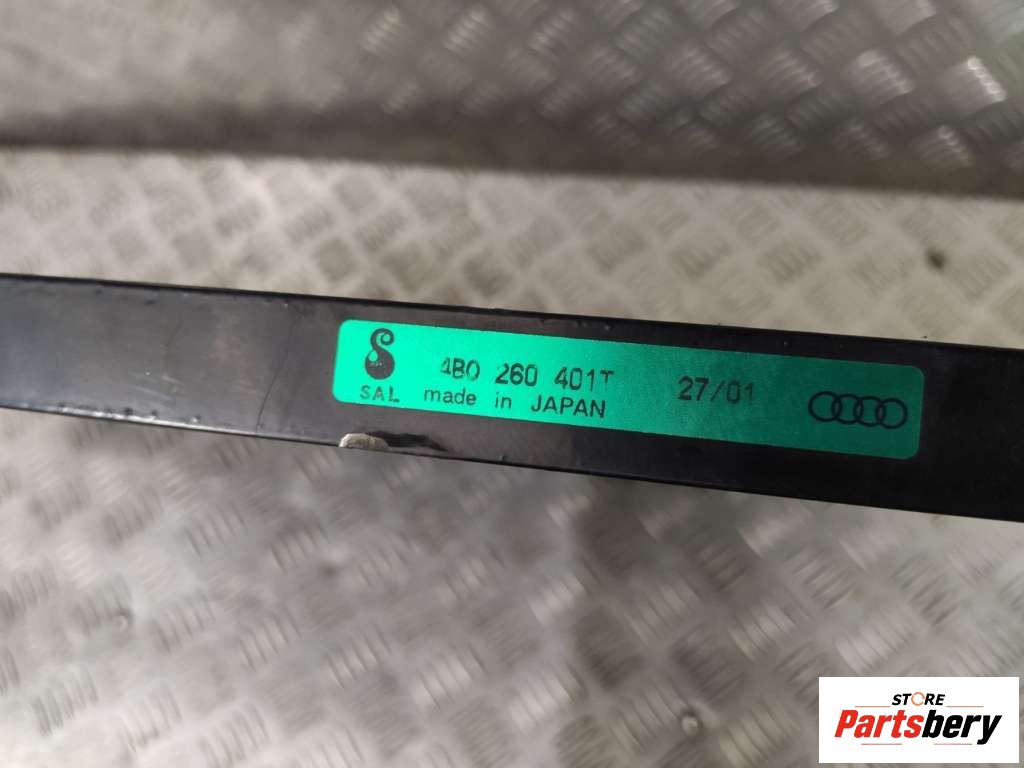 4B0 260 401T 27/01
SAL made in JAPAN
STORE
Partsbery